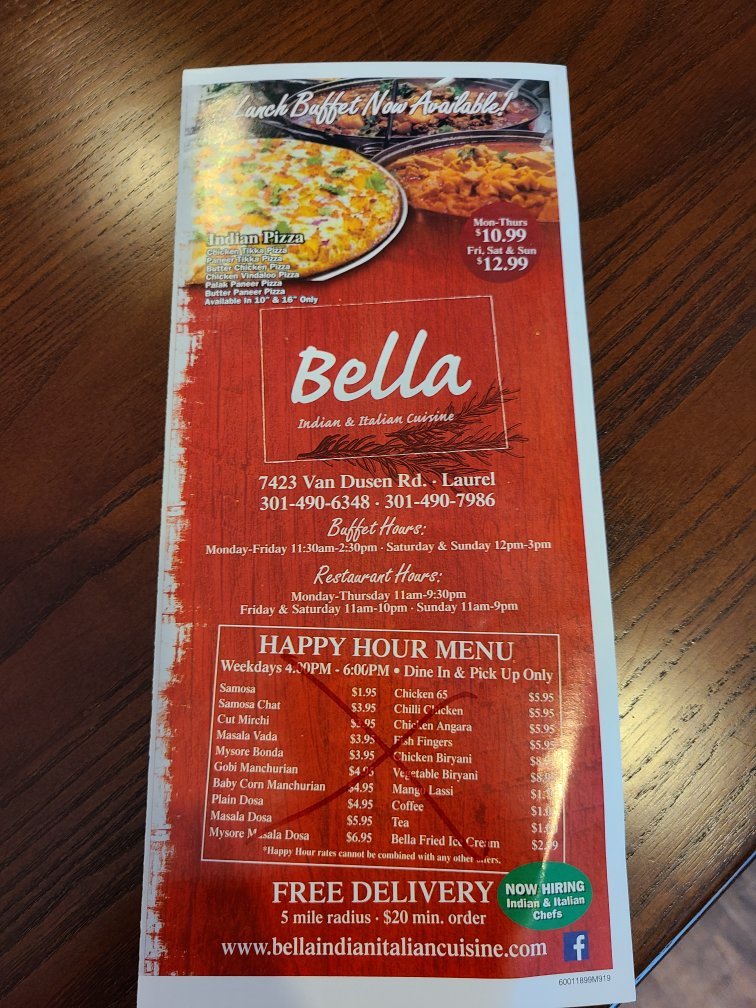 Lunch Buffet Now Available!
Indian Pizza
Chicken Tikka Pizza
Paneer Tikka Pizza
Butter Chicken Pizza
Chicken Vindaloo Pizza
Palak Paneer Pizza
Butter Paneer Pizza
Available In 10" & 16" Only
Mon-Thurs
$10.99
Fri, Sat & Sun
$12.99
Bella
Indian & Italian Cuisine
7423 Van Dusen Rd. · Laurel
301-490-6348 · 301-490-7986
Buffet Hours:
Monday-Friday 11:30am-2:30pm · Saturday & Sunday 12pm-3pm
Restaurant Hours:
Monday-Thursday 11am-9:30pm
Friday & Saturday 11am-10pm · Sunday 11am-9pm
HAPPY HOUR MENU
Weekdays 4:00PM - 6:00PM • Dine In & Pick Up Only
Samosa $1.95
Samosa Chat $3.95
Cut Mirchi
Masala Vada $3.95
Mysore Bonda $3.95
Gobi Manchurian
Baby Corn Manchurian $4.95
Plain Dosa $4.95
Masala Dosa $5.95
Mysore Masala Dosa $6.95
Chicken 65 $5.95
Chilli Chicken $5.95
Chicken Angara $5.95
Fish Fingers $5.95
Chicken Biryani
Vegetable Biryani
Mango Lassi
Coffee
Tea
Bella Fried Ice Cream
*Happy Hour rates cannot be combined with any other offers.
FREE DELIVERY
5 mile radius · $20 min. order
NOW HIRING
Indian & Italian
Chefs
www.bellaindianitaliancuisine.com f
60011899M919